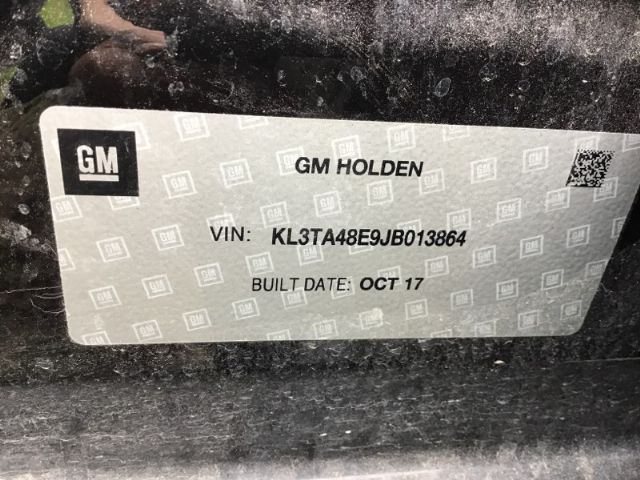 GM
GM HOLDEN
VIN: KL3TA48E9JB013864
BUILT DATE: OCT 17